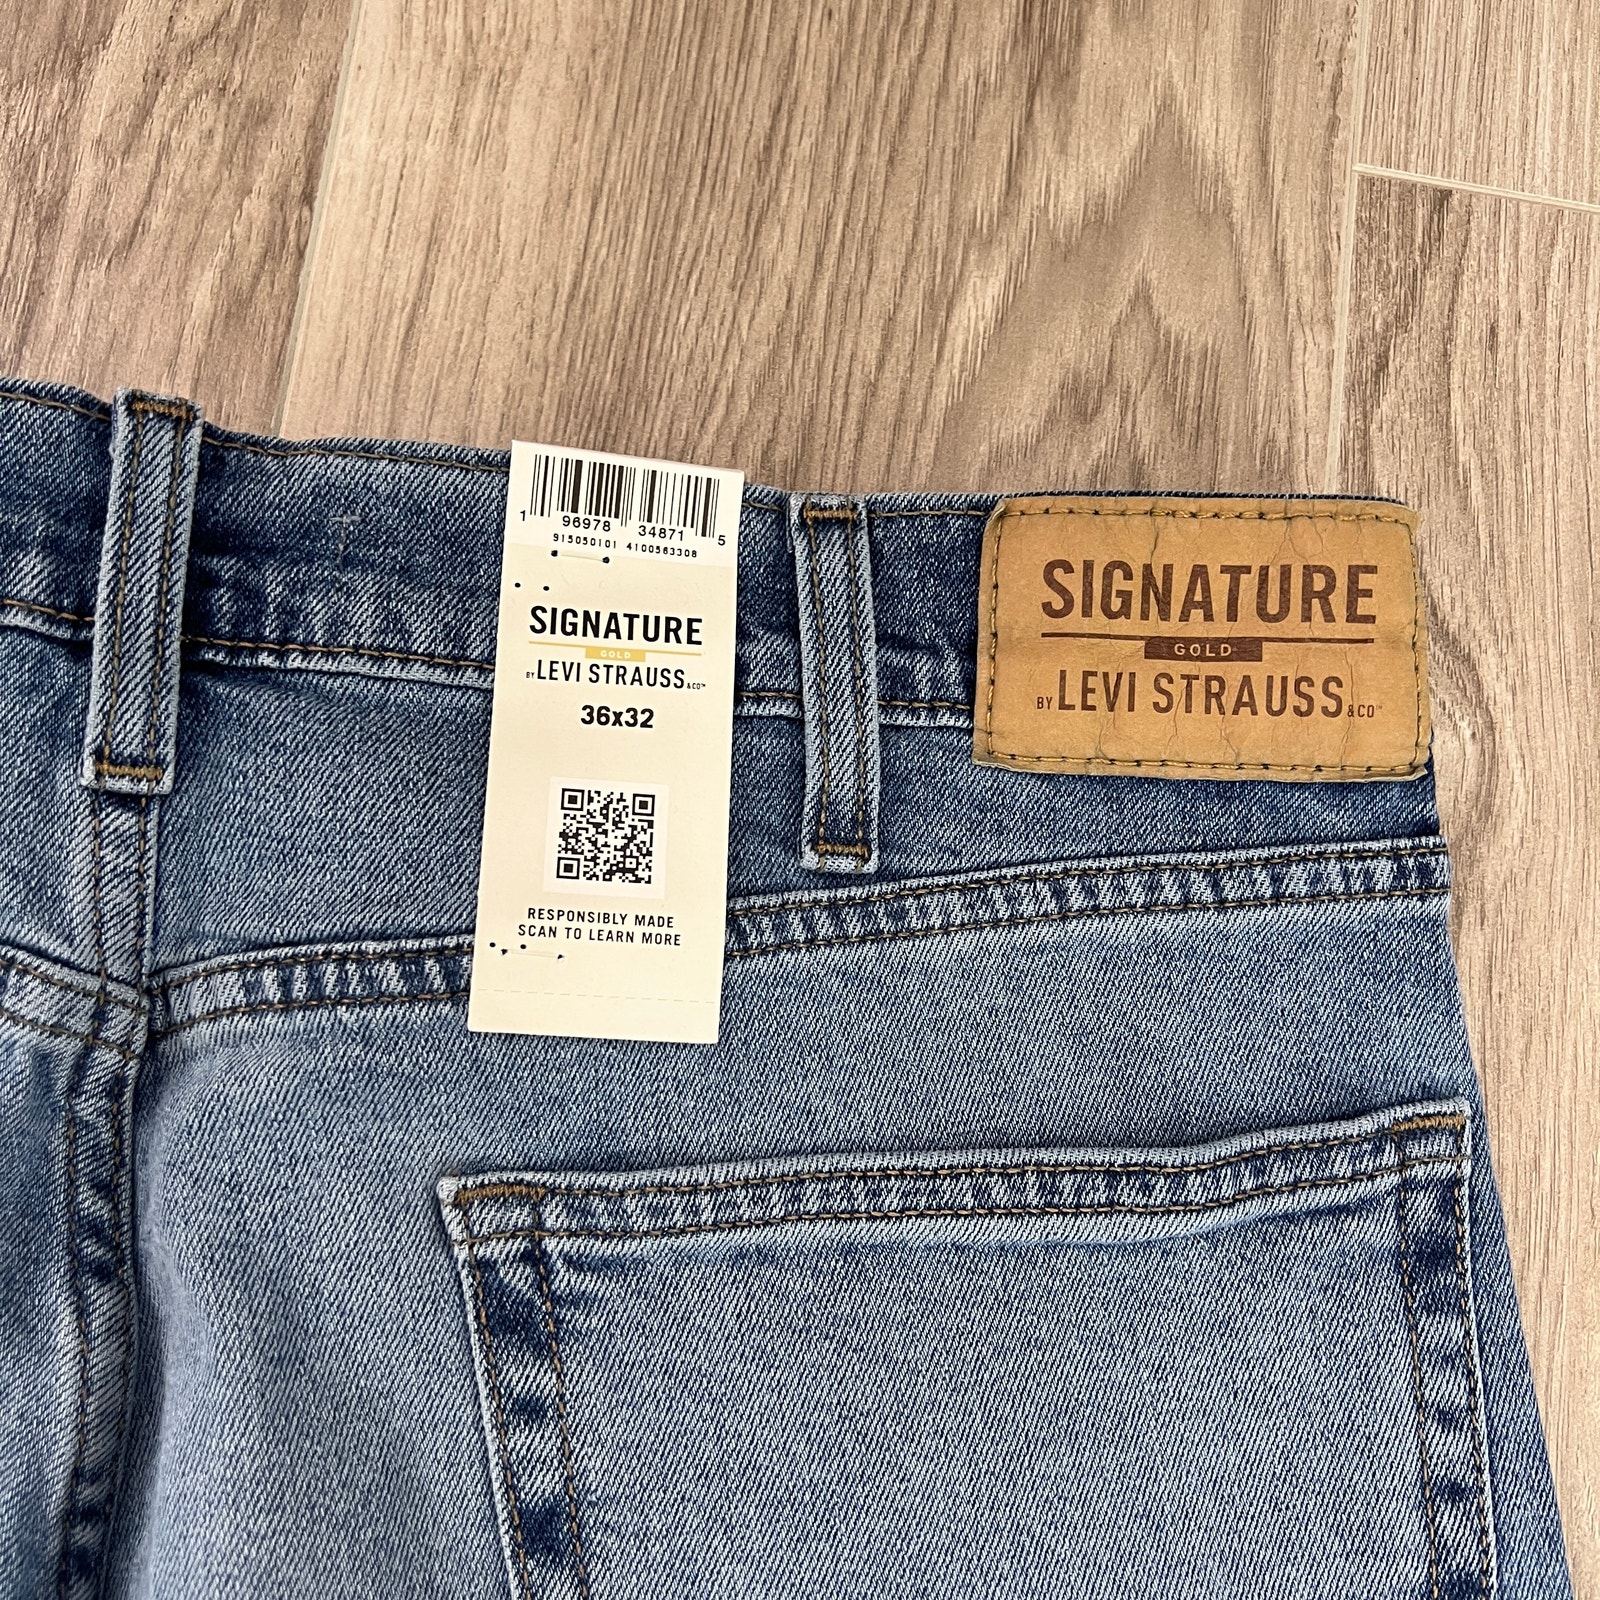 1 96978 34871 5
915050101 4100563308
SIGNATURE
GOLD
BY LEVI STRAUSS & CO™
36x32
RESPONSIBLY MADE
SCAN TO LEARN MORE
SIGNATURE
GOLD
BY LEVI STRAUSS & CO™